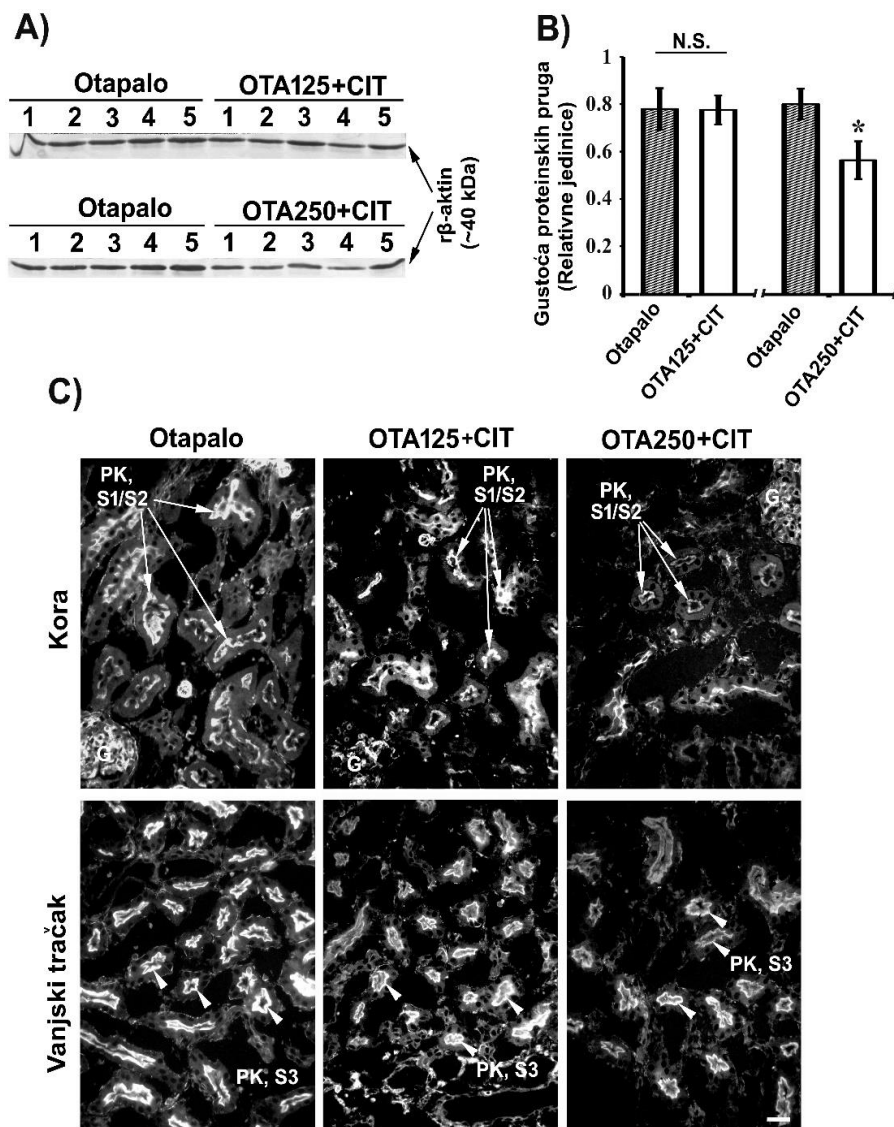 A)
Otapalo OTA125+CIT
1 2 3 4 5 1 2 3 4 5
Otapalo OTA250+CIT
1 2 3 4 5 1 2 3 4 5
rβ-aktin
(~40 kDa)
B)
N.S.
1
0.8
0.6
0.4
0.2
0
*
Gustoća proteinskih pruga
(Relativne jedinice)
Otapalo
OTA125+CIT
Otapalo
OTA250+CIT
C)
Otapalo OTA125+CIT OTA250+CIT
Kora
PK,
S1/S2
G
PK,
S1/S2
G
PK,
S1/S2
G
Vanjski tračak
PK, S3
PK, S3
PK, S3